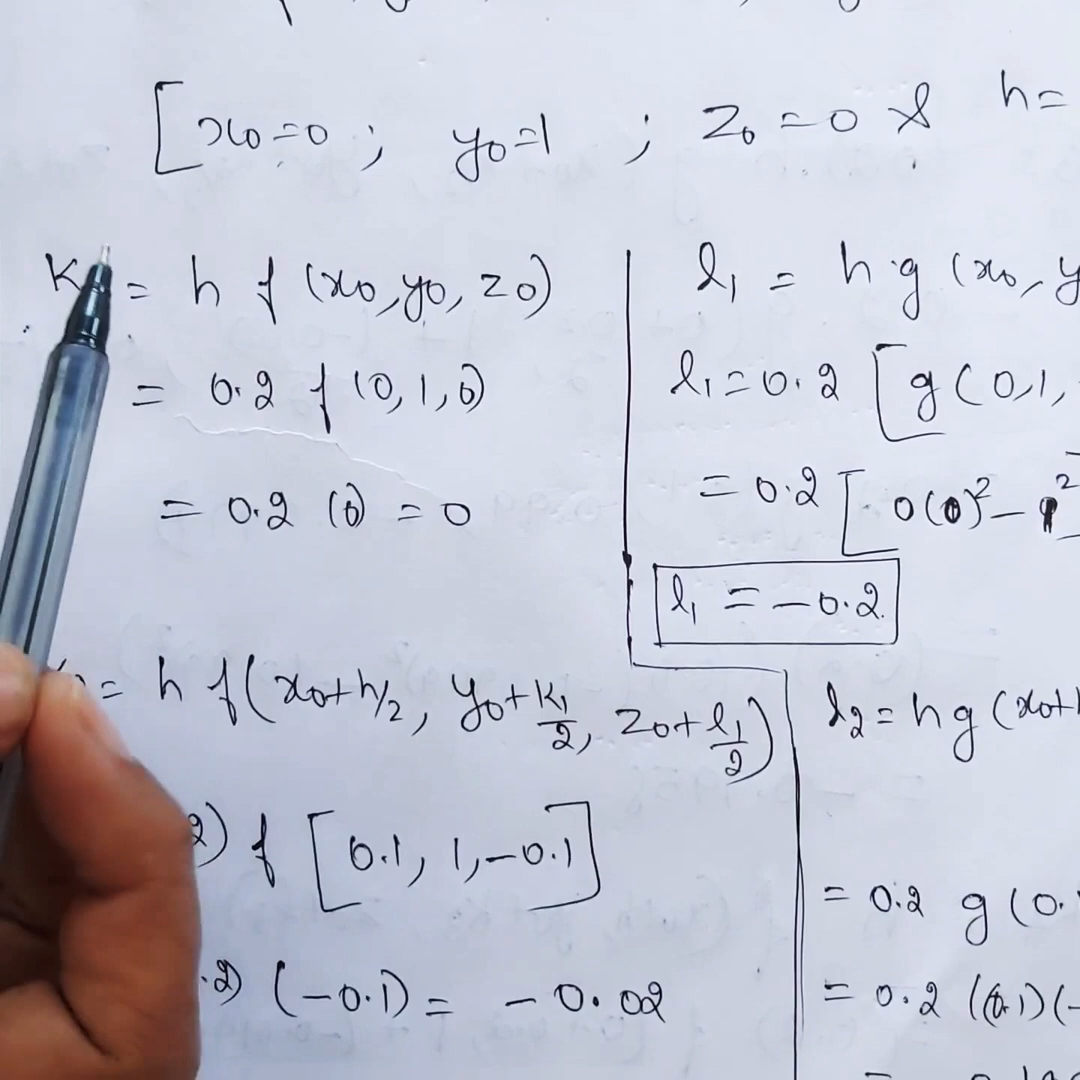 [x₀=0 ; y₀=1 ; z₀=0 & h=
K = h f (x₀, y₀, z₀)
= 0.2 f (0, 1, 0)
= 0.2 (0) = 0
l₁ = h·g (x₀, y
l₁ = 0.2 [g (0,1,
= 0.2 [0(0)² - 1²]
l₁ = -0.2
= h f(x₀+h/2, y₀+K₁/2, z₀+l₁/2)
2) f [0.1, 1, -0.1]
.2) (-0.1) = -0.02
l₂ = h g (x₀+h
= 0.2 g (0.
= 0.2 ((0.1)(-